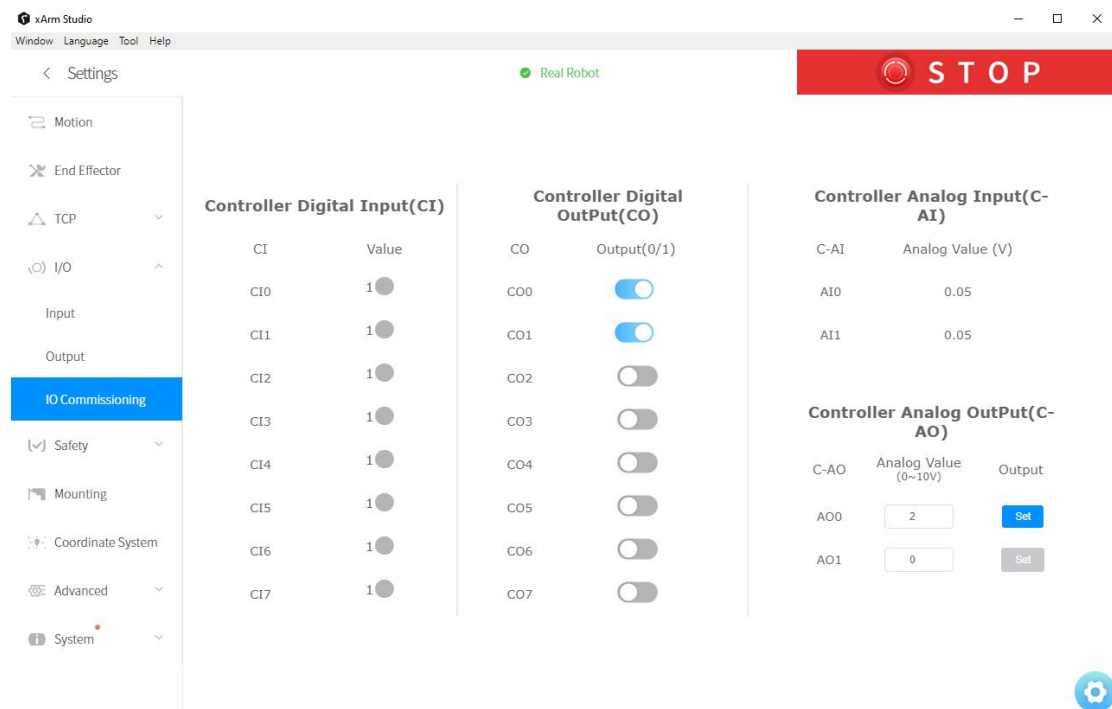 xArm Studio
Window Language Tool Help
Settings
Real Robot
STOP
Motion
End Effector
TCP
I/O
Input
Output
IO Commissioning
Safety
Mounting
Coordinate System
Advanced
System
Controller Digital Input(CI)
CI Value
CI0 1
CI1 1
CI2 1
CI3 1
CI4 1
CI5 1
CI6 1
CI7 1
Controller Digital
OutPut(CO)
CO Output(0/1)
CO0
CO1
CO2
CO3
CO4
CO5
CO6
CO7
Controller Analog Input(C-
AI)
C-AI Analog Value (V)
AI0 0.05
AI1 0.05
Controller Analog OutPut(C-
AO)
C-AO Analog Value Output
(0~10V)
AO0 2 Set
AO1 0 Set